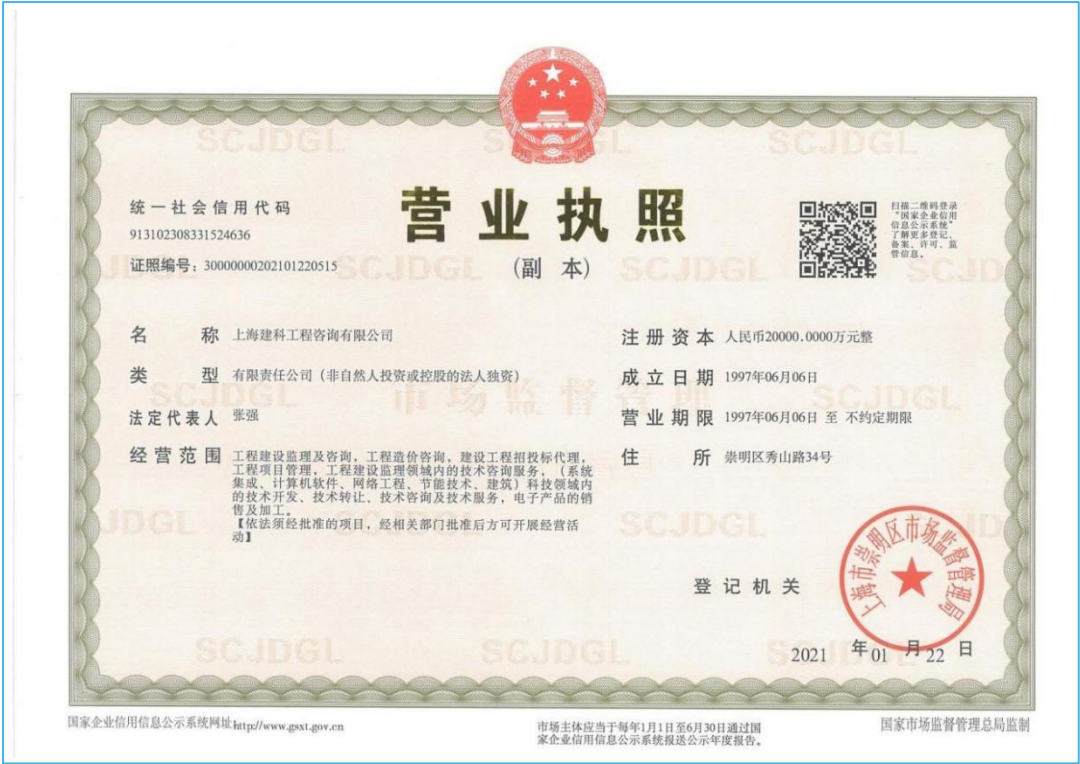 营业执照
（副 本）
统一社会信用代码
913102308331524636
证照编号：30000000202101220515
扫描二维码登录
“国家企业信用
信息公示系统”
了解更多登记、
备案、许可、监
管信息。
名 称 上海建科工程咨询有限公司
类 型 有限责任公司（非自然人投资或控股的法人独资）
法定代表人 张强
经营范围 工程建设监理及咨询，工程造价咨询，建设工程招投标代理，
工程项目管理，工程建设监理领域内的技术咨询服务，（系统
集成、计算机软件、网络工程、节能技术、建筑）科技领域内
的技术开发、技术转让、技术咨询及技术服务，电子产品的销
售及加工。
【依法须经批准的项目，经相关部门批准后方可开展经营活
动】
注册资本 人民币20000.0000万元整
成立日期 1997年06月06日
营业期限 1997年06月06日 至 不约定期限
住 所 崇明区秀山路34号
登记机关
上海市崇明区市场监督管理局
2021 年 01 月 22 日
国家企业信用信息公示系统网址http://www.gsxt.gov.cn
市场主体应当于每年1月1日至6月30日通过国
家企业信用信息公示系统报送公示年度报告。
国家市场监督管理总局监制
SCJDGL
市场监督管理